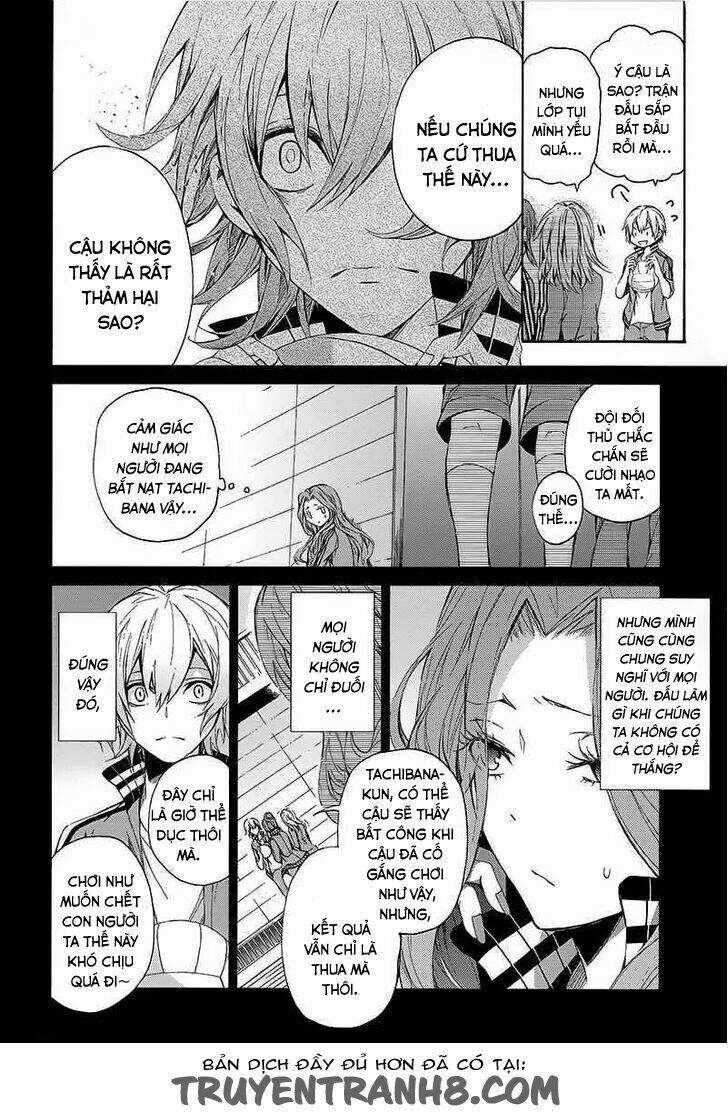 Ý CẬU LÀ
SAO? TRẬN
ĐẤU SẮP
BẮT ĐẦU
RỒI MÀ...
NHƯNG
LỚP TỤI
MÌNH YẾU
QUÁ...
NẾU CHÚNG
TA CỨ THUA
THẾ NÀY...
CẬU KHÔNG
THẤY LÀ RẤT
THẢM HẠI
SAO?
ĐỘI ĐỐI
THỦ CHẮC
CHẮN SẼ
CƯỜI NHẠO
TA MẤT.
ĐÚNG
THẾ...
CẢM GIÁC
NHƯ MỌI
NGƯỜI ĐANG
BẮT NẠT TACHI-
BANA VẬY...
NHƯNG MÌNH
CŨNG CÙNG
CHUNG SUY
NGHĨ VỚI MỌI
NGƯỜI. ĐẤU LÀM
GÌ KHI CHÚNG
TA KHÔNG CÓ
CẢ CƠ HỘI ĐỂ
THẮNG?
MỌI
NGƯỜI
KHÔNG
CHỈ ĐUỐI
...
TACHIBANA-
KUN, CÓ THỂ
CẬU SẼ THẤY
BẤT CÔNG KHI
CẬU ĐÃ CỐ
GẮNG CHƠI
NHƯ VẬY,
NHƯNG,
KẾT QUẢ
VẪN CHỈ LÀ
THUA MÀ
THÔI.
ĐÚNG
VẬY ĐÓ,
ĐÂY CHỈ
LÀ GIỜ THỂ
DỤC THÔI
MÀ.
CHƠI NHƯ
MUỐN CHẾT
CON NGƯỜI
TA THẾ NÀY
KHÓ CHỊU
QUÁ ĐI~
BẢN DỊCH ĐẦY ĐỦ HƠN ĐÃ CÓ TẠI:
TRUYENTRANH8.COM